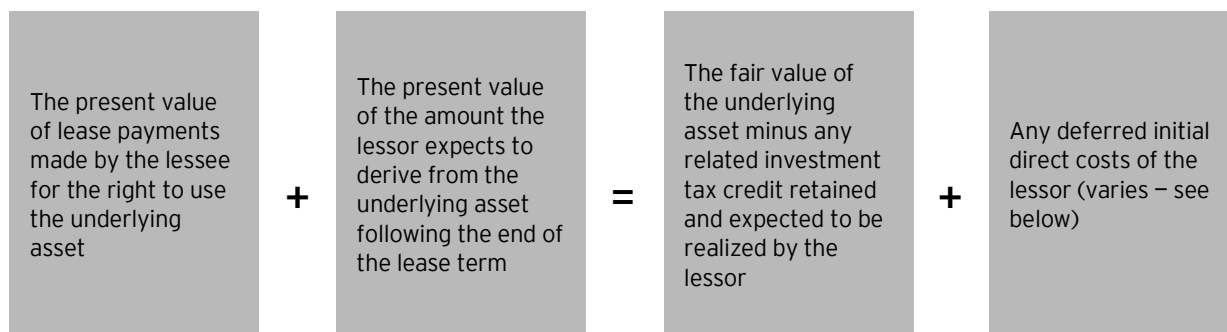 The present value
of lease payments
made by the lessee
for the right to use
the underlying
asset
+
The present value
of the amount the
lessor expects to
derive from the
underlying asset
following the end of
the lease term
=
The fair value of
the underlying
asset minus any
related investment
tax credit retained
and expected to be
realized by the
lessor
+
Any deferred initial
direct costs of the
lessor (varies – see
below)